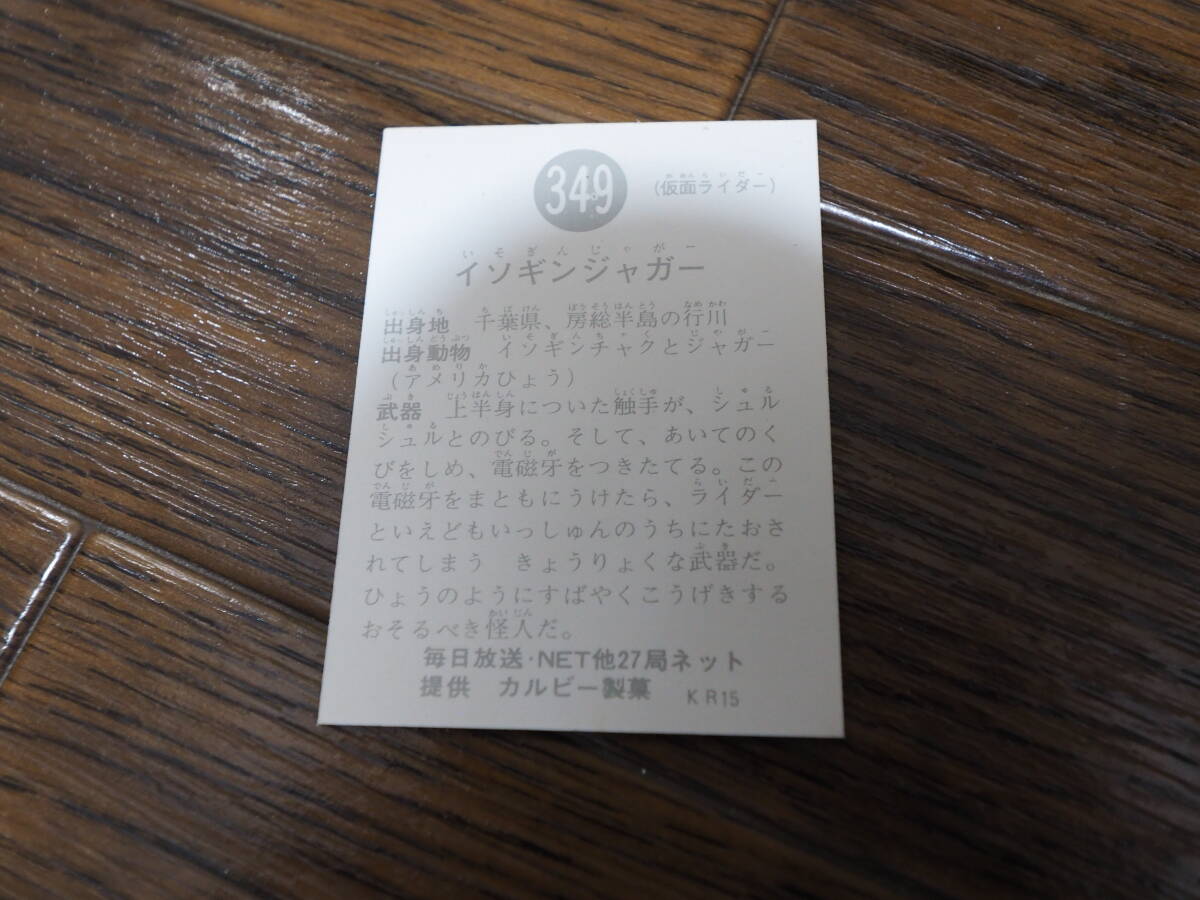 349 (仮面ライダー)
イソギンジャガー
出身地　千葉県、房総半島の行川
出身動物　イソギンチャクとジャガー
（アメリカひょう）
武器　上半身についた触手が、シュル
シュルとのびる。そして、あいてのく
びをしめ、電磁牙をつきたてる。この
電磁牙をまともにうけたら、ライダー
といえどもいっしゅんのうちにたおさ
れてしまう　きょうりょくな武器だ。
ひょうのようにすばやくこうげきする
おそるべき怪人だ。
毎日放送・NET他27局ネット
提供　カルビー製菓　KR15